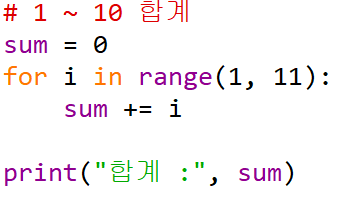 # 1 ~ 10 합계
sum = 0
for i in range(1, 11):
    sum += i
print("합계 :", sum)